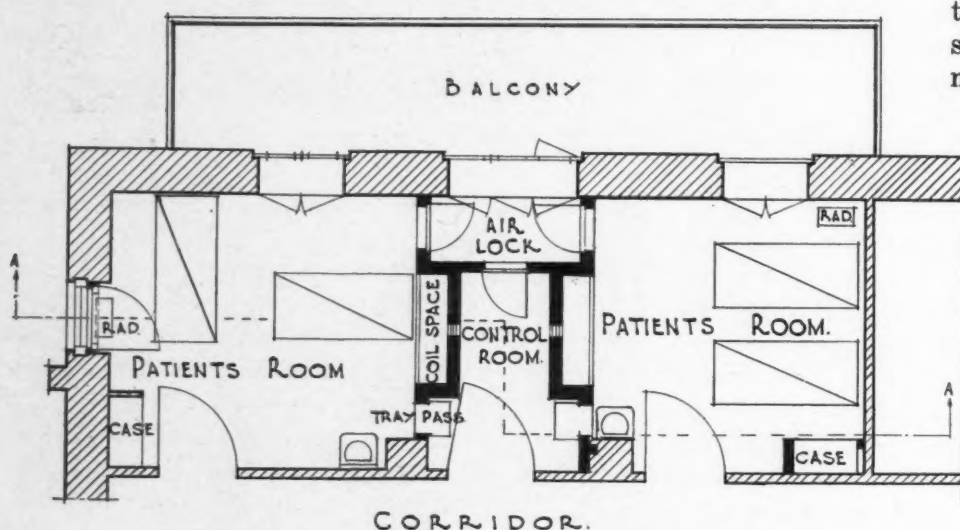 BALCONY
AIR
LOCK
RAD.
A
RAD.
COIL SPACE
CONTROL
ROOM.
PATIENTS ROOM.
PATIENTS ROOM
TRAY PASS.
CASE
A
CASE
CORRIDOR.